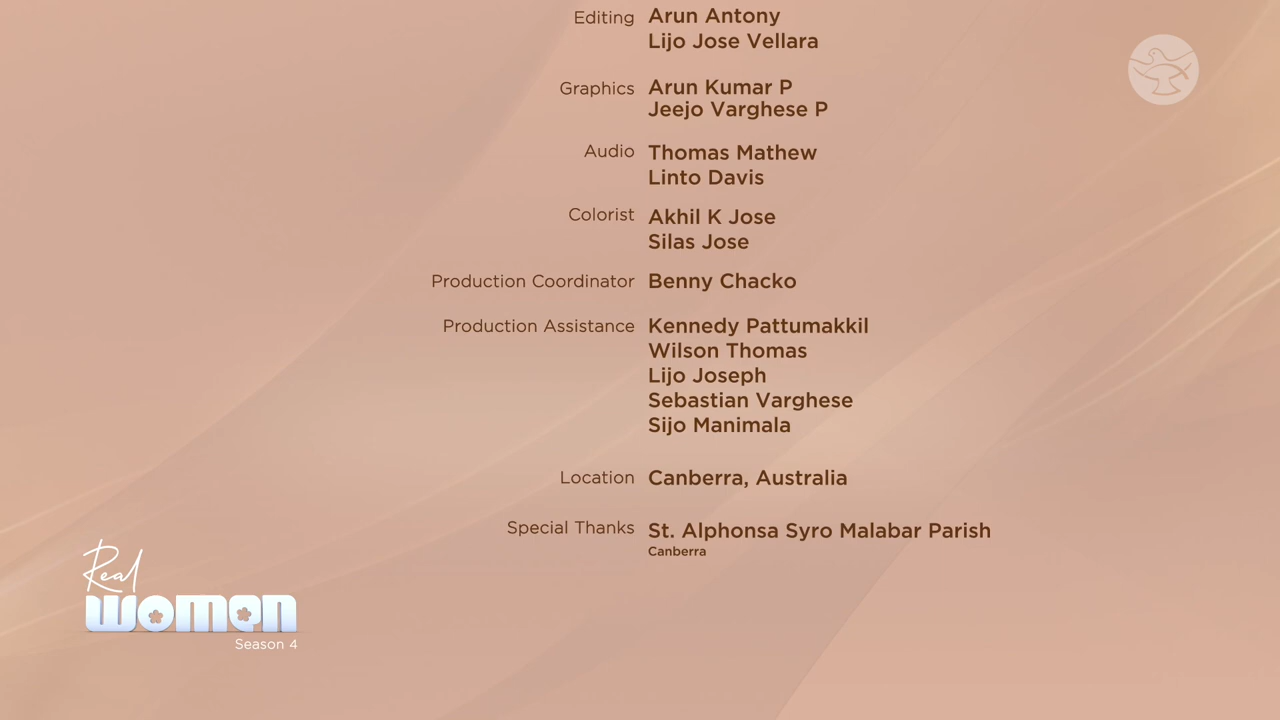 Editing Arun Antony
Lijo Jose Vellara
Graphics Arun Kumar P
Jeejo Varghese P
Audio Thomas Mathew
Linto Davis
Colorist Akhil K Jose
Silas Jose
Production Coordinator Benny Chacko
Production Assistance Kennedy Pattumakkil
Wilson Thomas
Lijo Joseph
Sebastian Varghese
Sijo Manimala
Location Canberra, Australia
Special Thanks St. Alphonsa Syro Malabar Parish
Canberra
Real
women
Season 4